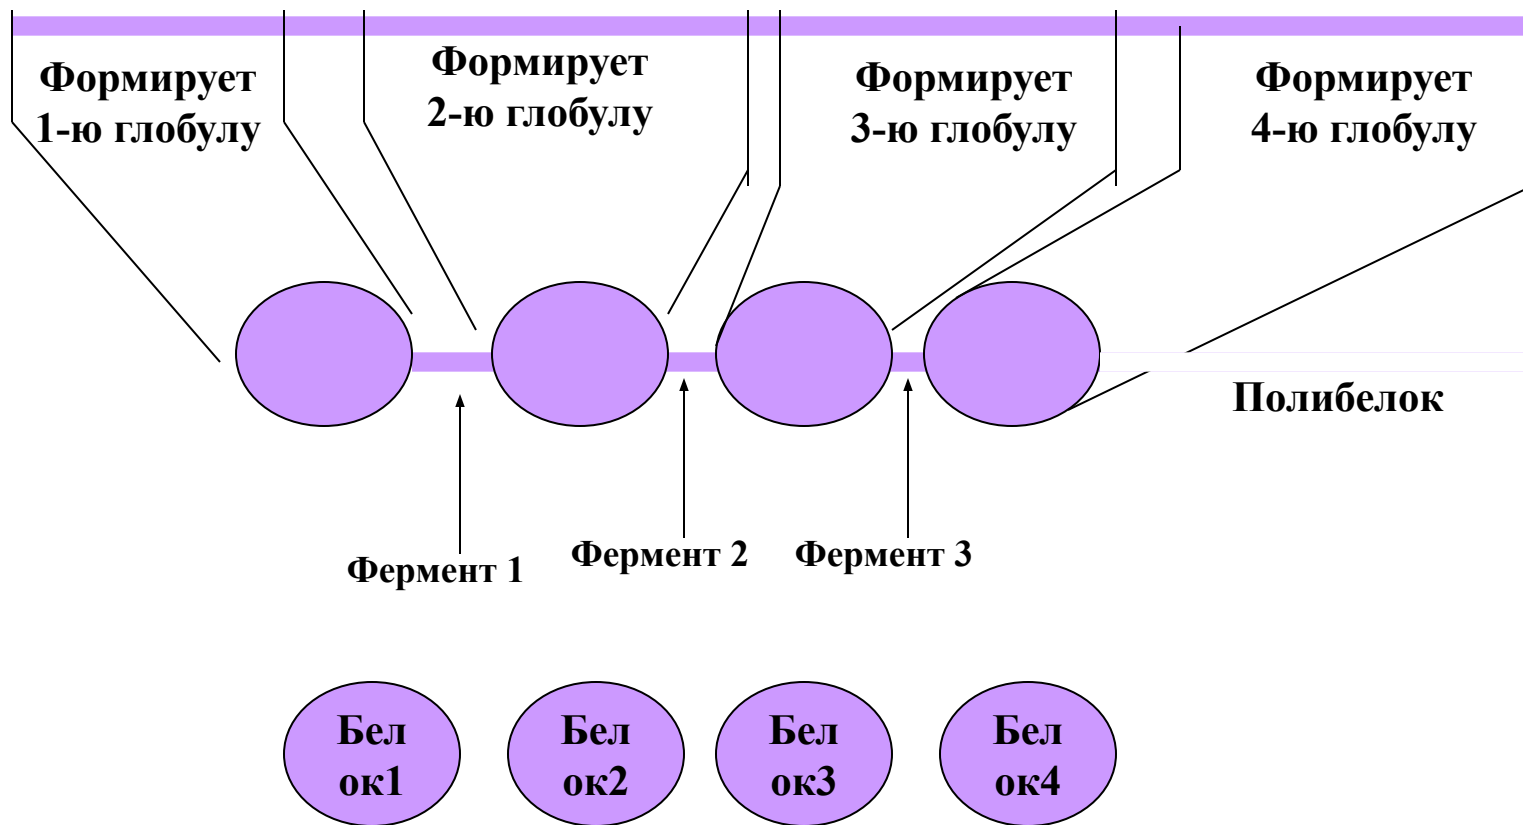 Формирует
1-ю глобулу
Формирует
2-ю глобулу
Формирует
3-ю глобулу
Формирует
4-ю глобулу
Полибелок
Фермент 1
Фермент 2
Фермент 3
Бел
ок1
Бел
ок2
Бел
ок3
Бел
ок4